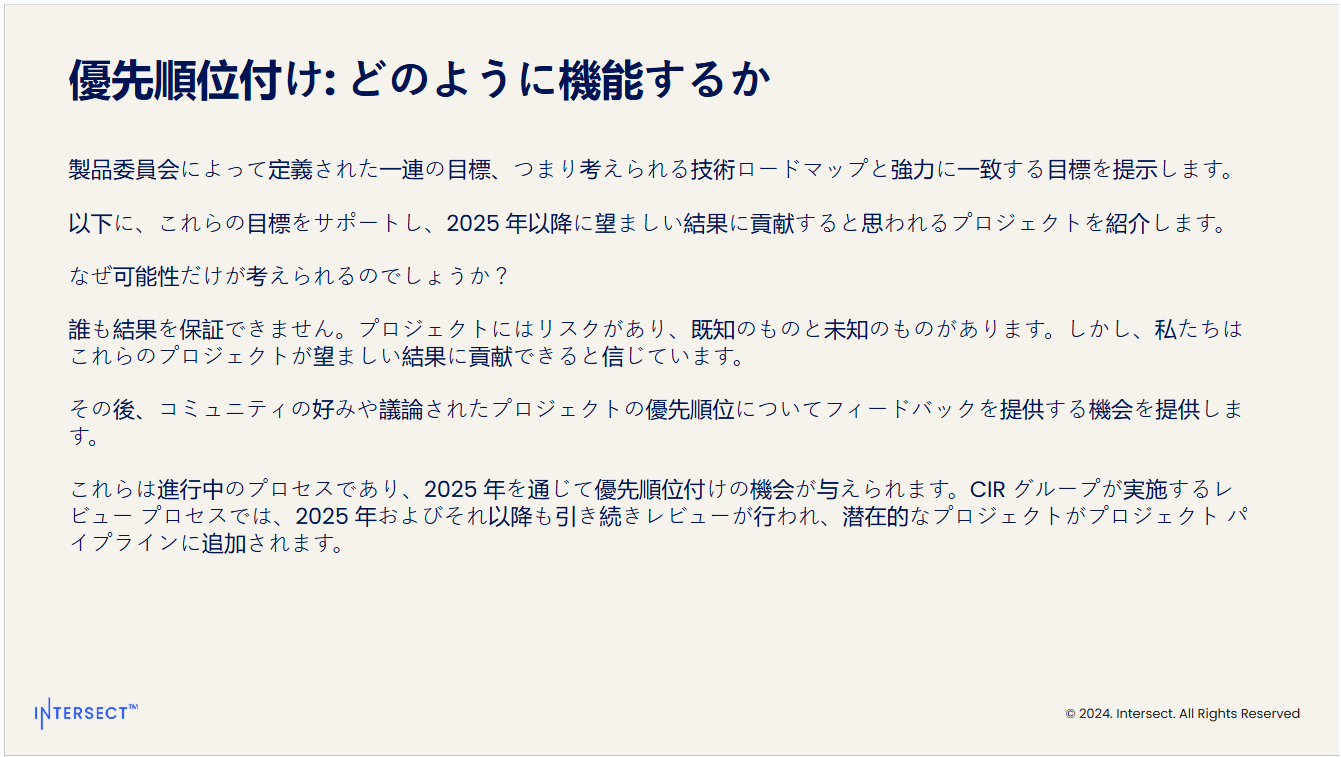 優先順位付け: どのように機能するか
製品委員会によって定義された一連の目標、つまり考えられる技術ロードマップと強力に一致する目標を提示します。
以下に、これらの目標をサポートし、2025 年以降に望ましい結果に貢献すると思われるプロジェクトを紹介します。
なぜ可能性だけが考えられるのでしょうか？
誰も結果を保証できません。プロジェクトにはリスクがあり、既知のものと未知のものがあります。しかし、私たちは
これらのプロジェクトが望ましい結果に貢献できると信じています。
その後、コミュニティの好みや議論されたプロジェクトの優先順位についてフィードバックを提供する機会を提供しま
す。
これらは進行中のプロセスであり、2025 年を通じて優先順位付けの機会が与えられます。CIR グループが実施するレ
ビュー プロセスでは、2025 年およびそれ以降も引き続きレビューが行われ、潜在的なプロジェクトがプロジェクト パ
イプラインに追加されます。
INTERSECT™
© 2024. Intersect. All Rights Reserved